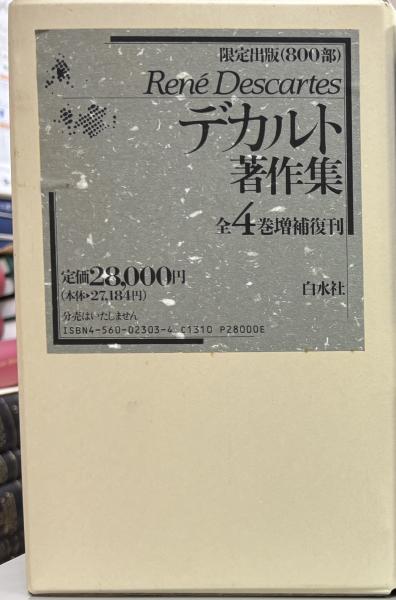 限定出版(800部)
René Descartes
デカルト
著作集
全4巻増補復刊
定価28,000円
(本体・27,184円)
白水社
分売はいたしません
ISBN4-560-02303-4 C1310 P28000E